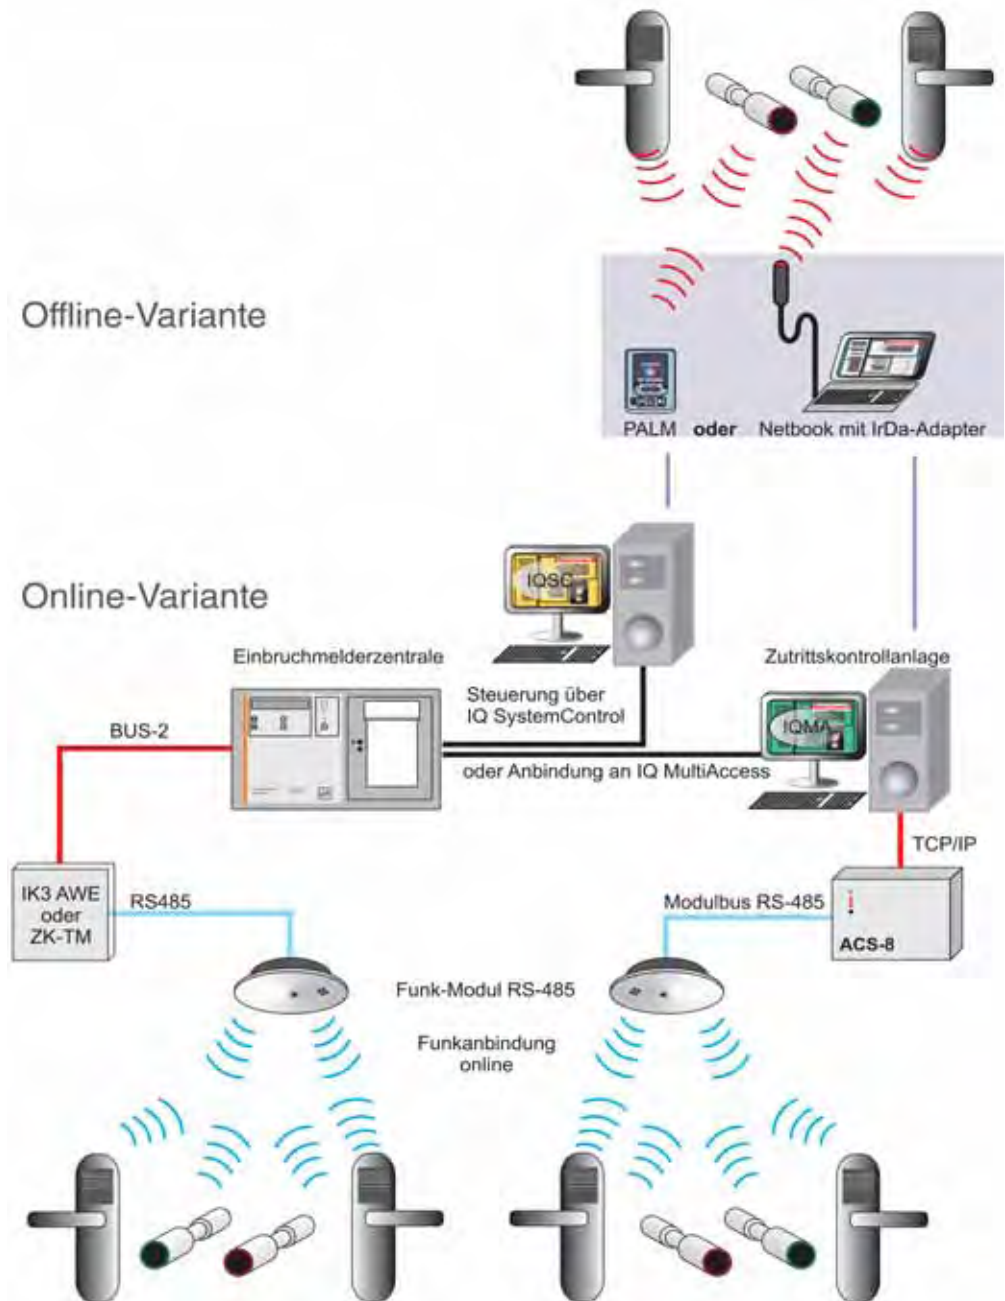 Offline-Variante
PALM oder Netbook mit IrDa-Adapter
IQSC
Online-Variante
Einbruchmelderzentrale
Zutrittskontrollanlage
Steuerung über
IQ SystemControl
BUS-2
IQMA
oder Anbindung an IQ MultiAccess
TCP/IP
IK3 AWE
oder
ZK-TM
RS485
Modulbus RS-485
ACS-8
Funk-Modul RS-485
Funkanbindung
online